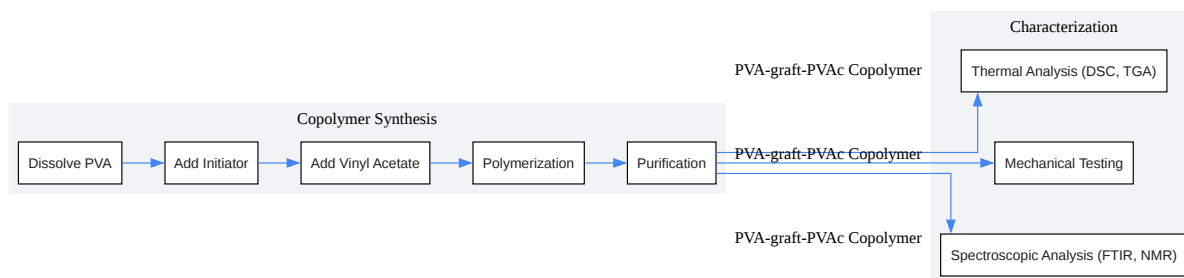 Characterization
PVA-graft-PVAc Copolymer
Thermal Analysis (DSC, TGA)
Copolymer Synthesis
Dissolve PVA
Add Initiator
Add Vinyl Acetate
Polymerization
Purification
PVA-graft-PVAc Copolymer
Mechanical Testing
PVA-graft-PVAc Copolymer
Spectroscopic Analysis (FTIR, NMR)